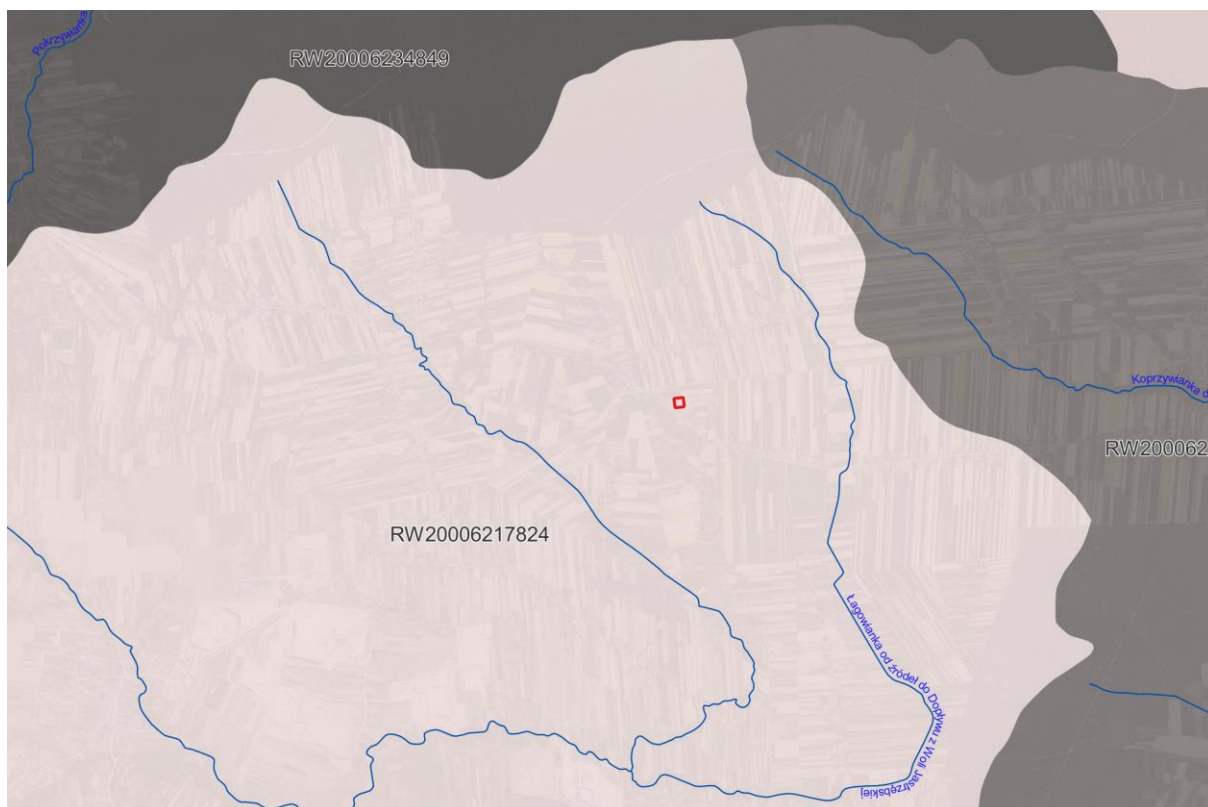 Pokrzywianka
RW20006234849
Koprzywianka d
RW200062
RW20006217824
Łagowianka od źródeł do Dopływu z Woli Jastrzębskiej